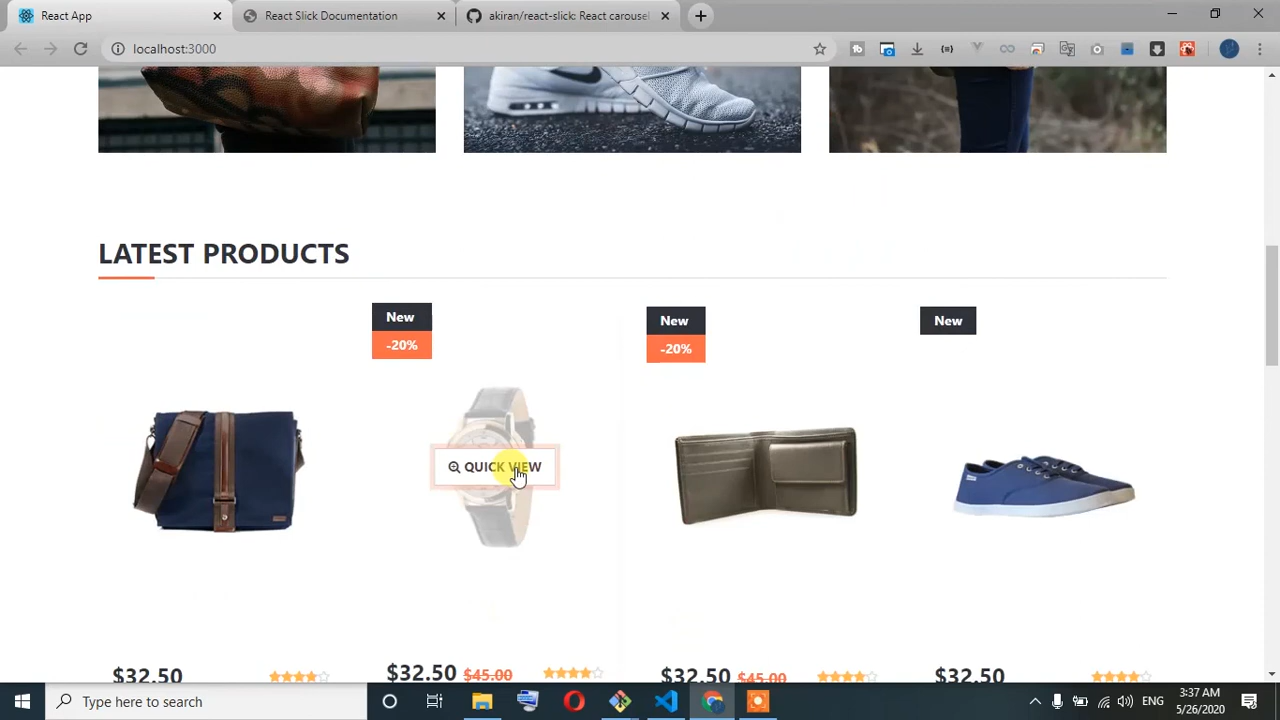 React App
React Slick Documentation
akiran/react-slick: React carousel
localhost:3000
LATEST PRODUCTS
New
-20%
New
-20%
New
QUICK VIEW
$32.50
$32.50 $45.00
$32.50 $45.00
$32.50
Type here to search
ENG
3:37 AM
5/26/2020